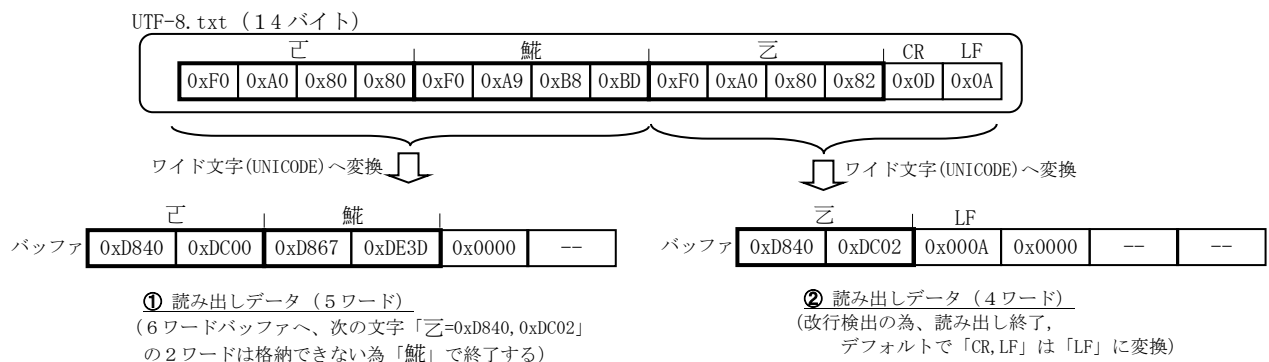 UTF-8.txt (14バイト)
𠀀 𩸽 𠀂 CR LF
0xF0 0xA0 0x80 0x80 0xF0 0xA9 0xB8 0xBD 0xF0 0xA0 0x80 0x82 0x0D 0x0A
ワイド文字(UNICODE)へ変換 ワイド文字(UNICODE)へ変換
𠀀 𩸽
バッファ 0xD840 0xDC00 0xD867 0xDE3D 0x0000 --
① 読み出しデータ(5ワード)
(6ワードバッファへ、次の文字「𠀂=0xD840,0xDC02」
の2ワードは格納できない為「𩸽」で終了する)
𠀂 LF
バッファ 0xD840 0xDC02 0x000A 0x0000 -- --
② 読み出しデータ(4ワード)
(改行検出の為、読み出し終了,
デフォルトで「CR,LF」は「LF」に変換)